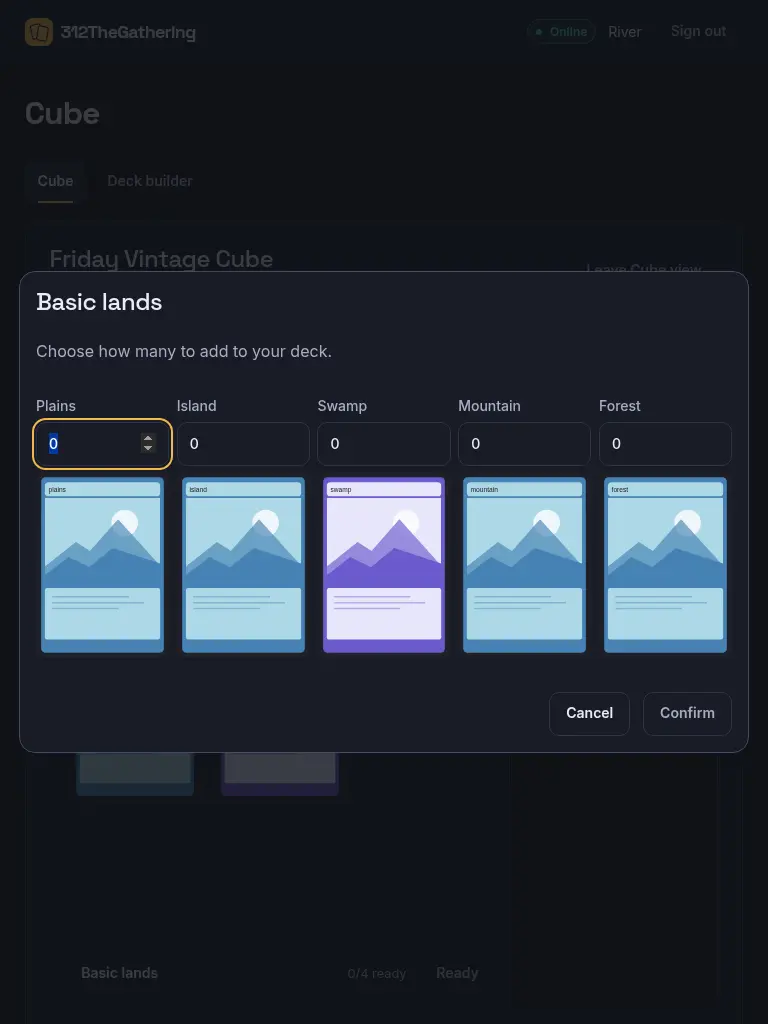 312TheGathering
Online
River
Sign out
Cube
Cube
Deck builder
Friday Vintage Cube
Leave Cube view
Basic lands
Choose how many to add to your deck.
Plains
Island
Swamp
Mountain
Forest
0
0
0
0
0
plains
island
swamp
mountain
forest
Cancel
Confirm
Basic lands
0/4 ready
Ready